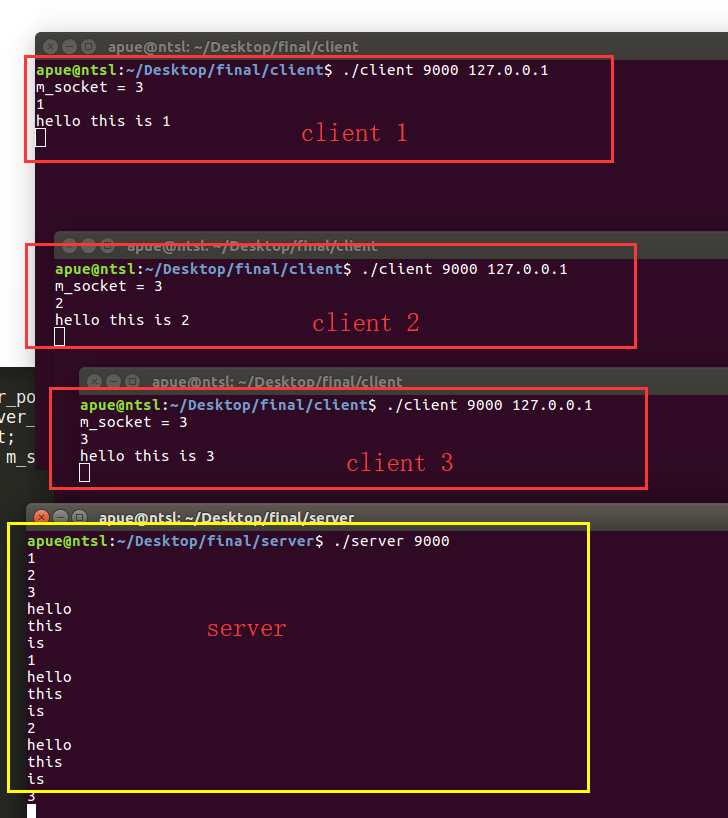 apue@ntsl: ~/Desktop/final/client
apue@ntsl:~/Desktop/final/client$ ./client 9000 127.0.0.1
m_socket = 3
1
hello this is 1
client 1
apue@ntsl: ~/Desktop/final/client
apue@ntsl:~/Desktop/final/client$ ./client 9000 127.0.0.1
m_socket = 3
2
hello this is 2
client 2
apue@ntsl: ~/Desktop/final/client
r_po
ver_
t;
m_s
apue@ntsl:~/Desktop/final/client$ ./client 9000 127.0.0.1
m_socket = 3
3
hello this is 3
client 3
apue@ntsl: ~/Desktop/final/server
apue@ntsl:~/Desktop/final/server$ ./server 9000
1
2
3
hello
this
is
1
hello
this
is
2
hello
this
is
3
server